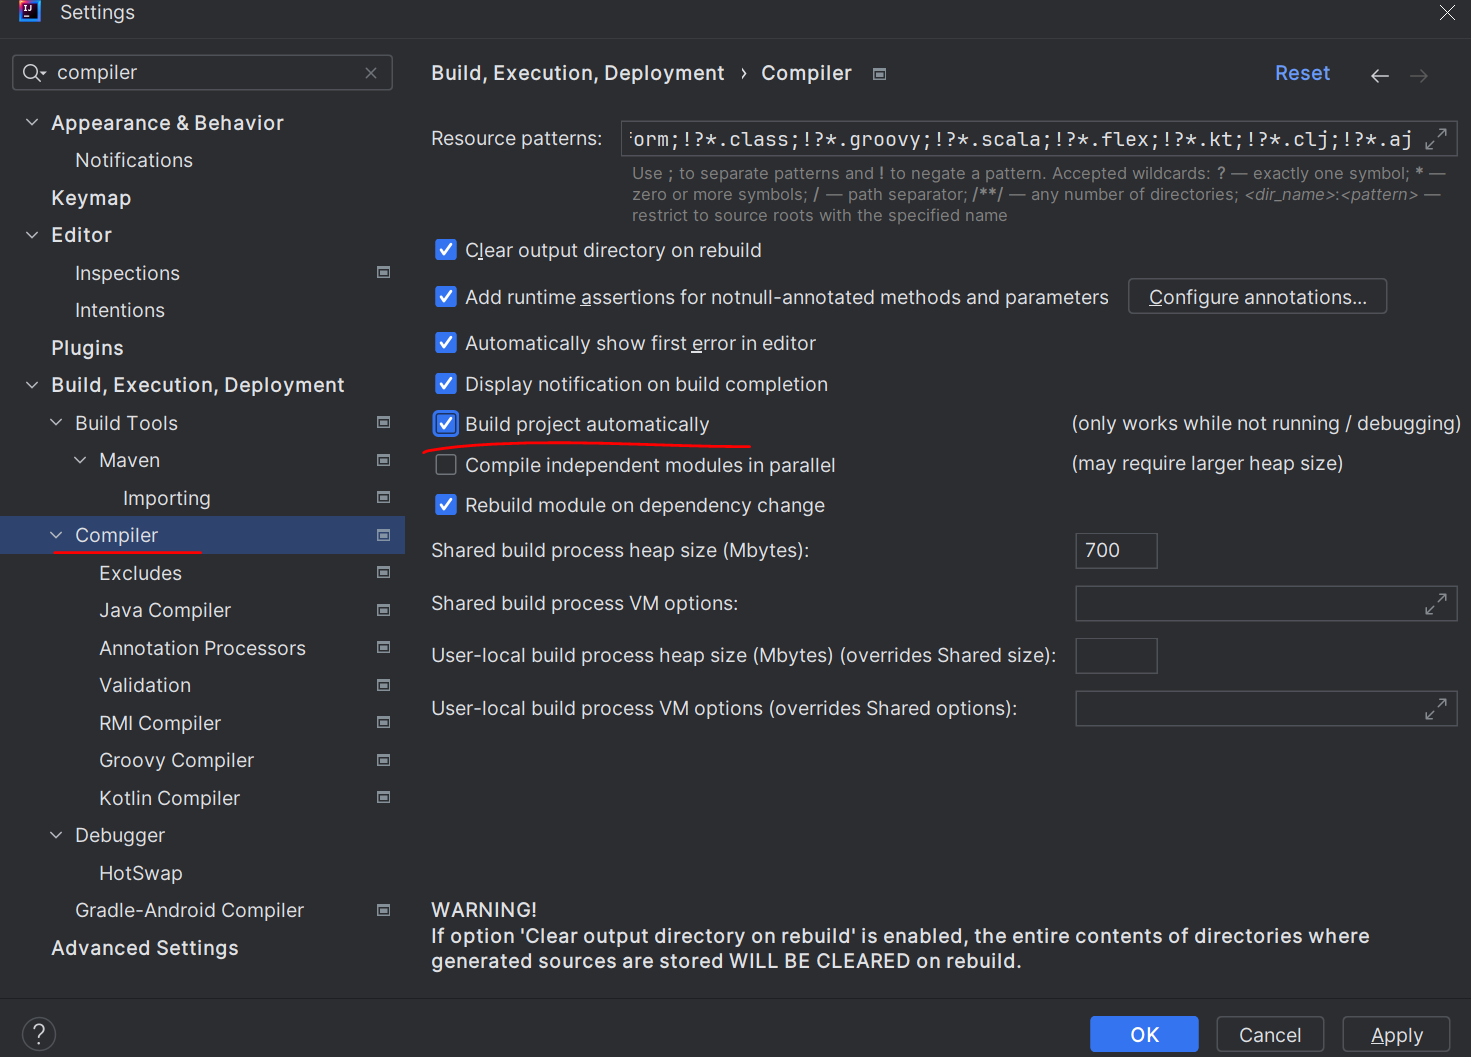 IJ
Settings
compiler
Appearance & Behavior
Notifications
Keymap
Editor
Inspections
Intentions
Plugins
Build, Execution, Deployment
Build Tools
Maven
Importing
Compiler
Excludes
Java Compiler
Annotation Processors
Validation
RMI Compiler
Groovy Compiler
Kotlin Compiler
Debugger
HotSwap
Gradle-Android Compiler
Advanced Settings
Build, Execution, Deployment › Compiler
Reset
Resource patterns:
orm;!?*.class;!?*.groovy;!?*.scala;!?*.flex;!?*.kt;!?*.clj;!?*.aj
Use ; to separate patterns and ! to negate a pattern. Accepted wildcards: ? — exactly one symbol; * —
zero or more symbols; / — path separator; /**/ — any number of directories; <dir_name>:<pattern> —
restrict to source roots with the specified name
Clear output directory on rebuild
Add runtime assertions for notnull-annotated methods and parameters
Configure annotations...
Automatically show first error in editor
Display notification on build completion
Build project automatically
(only works while not running / debugging)
Compile independent modules in parallel
(may require larger heap size)
Rebuild module on dependency change
Shared build process heap size (Mbytes):
700
Shared build process VM options:
User-local build process heap size (Mbytes) (overrides Shared size):
User-local build process VM options (overrides Shared options):
WARNING!
If option 'Clear output directory on rebuild' is enabled, the entire contents of directories where
generated sources are stored WILL BE CLEARED on rebuild.
?
OK
Cancel
Apply